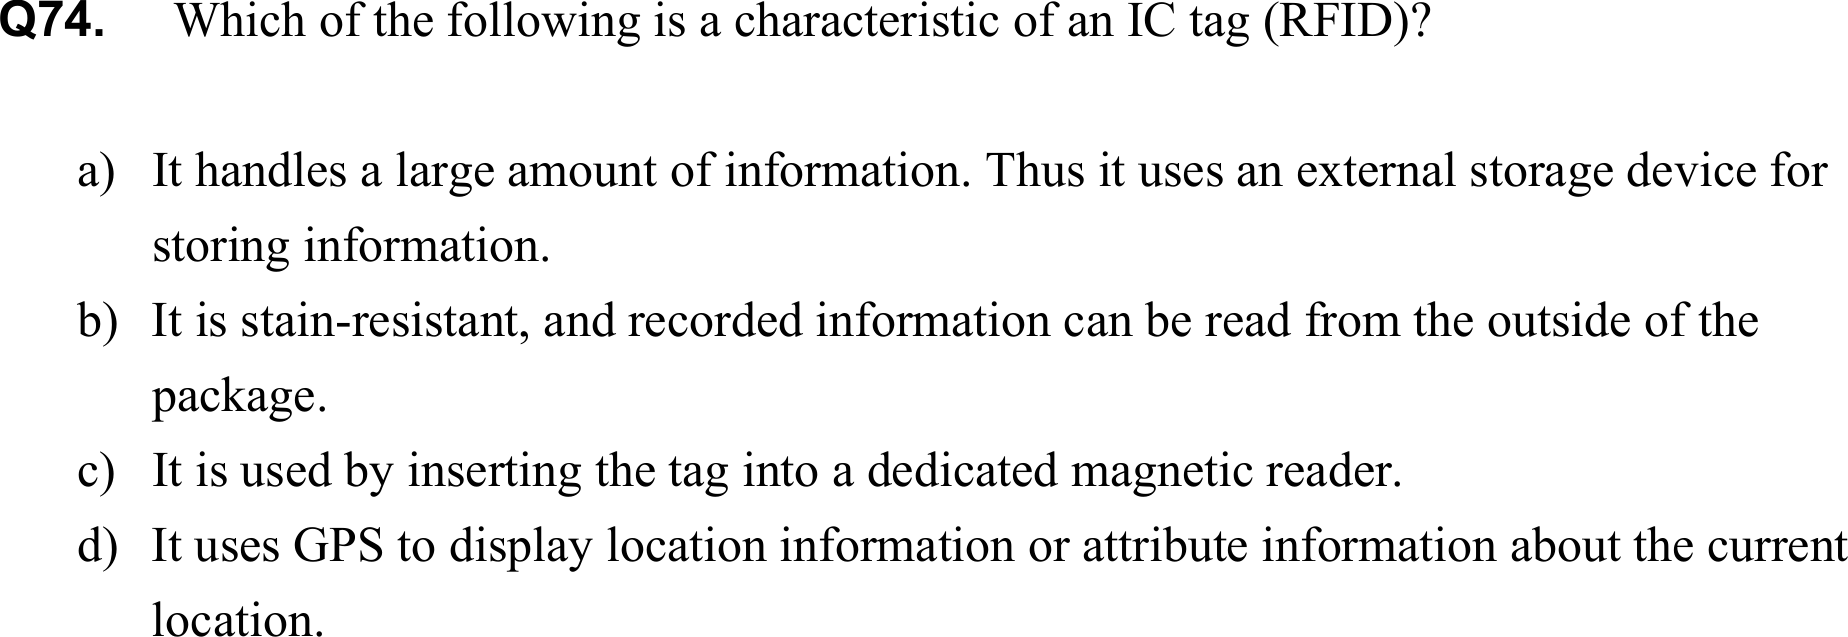 Q74. Which of the following is a characteristic of an IC tag (RFID)?
a) It handles a large amount of information. Thus it uses an external storage device for
storing information.
b) It is stain-resistant, and recorded information can be read from the outside of the
package.
c) It is used by inserting the tag into a dedicated magnetic reader.
d) It uses GPS to display location information or attribute information about the current
location.